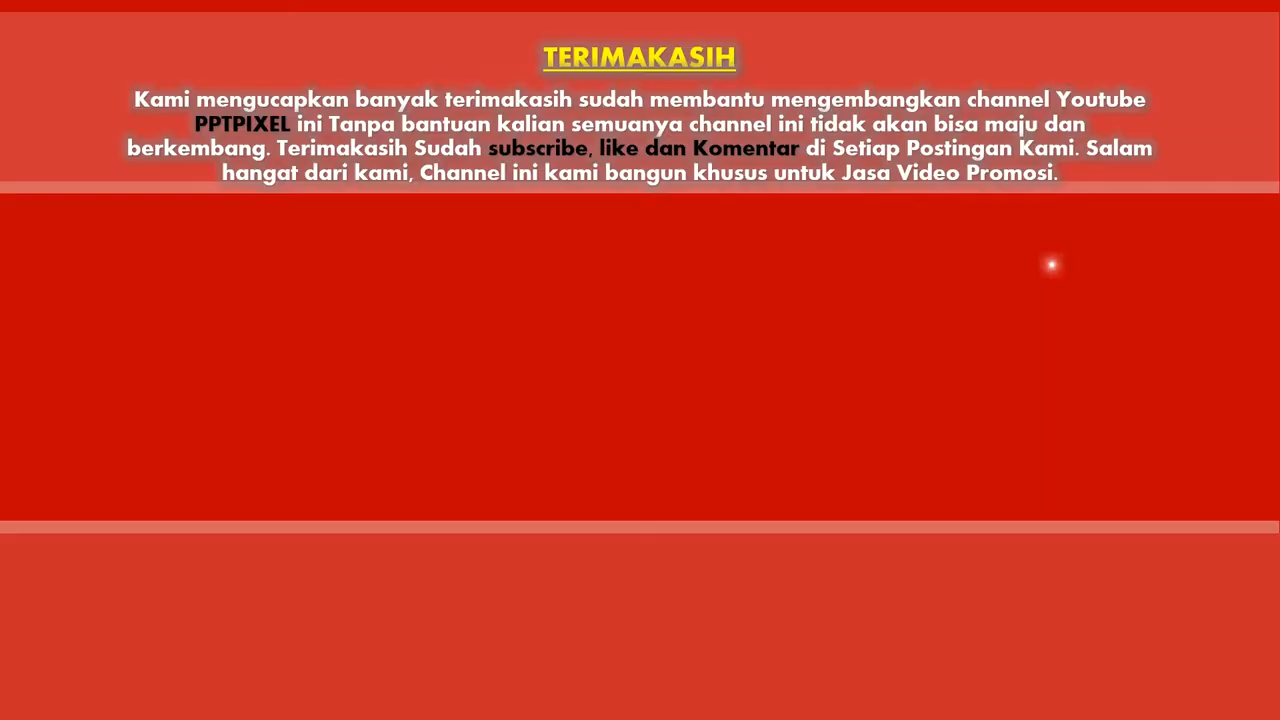 TERIMAKASIH
Kami mengucapkan banyak terimakasih sudah membantu mengembangkan channel Youtube
PPTPIXEL ini Tanpa bantuan kalian semuanya channel ini tidak akan bisa maju dan
berkembang. Terimakasih Sudah subscribe, like dan Komentar di Setiap Postingan Kami. Salam
hangat dari kami, Channel ini kami bangun khusus untuk Jasa Video Promosi.